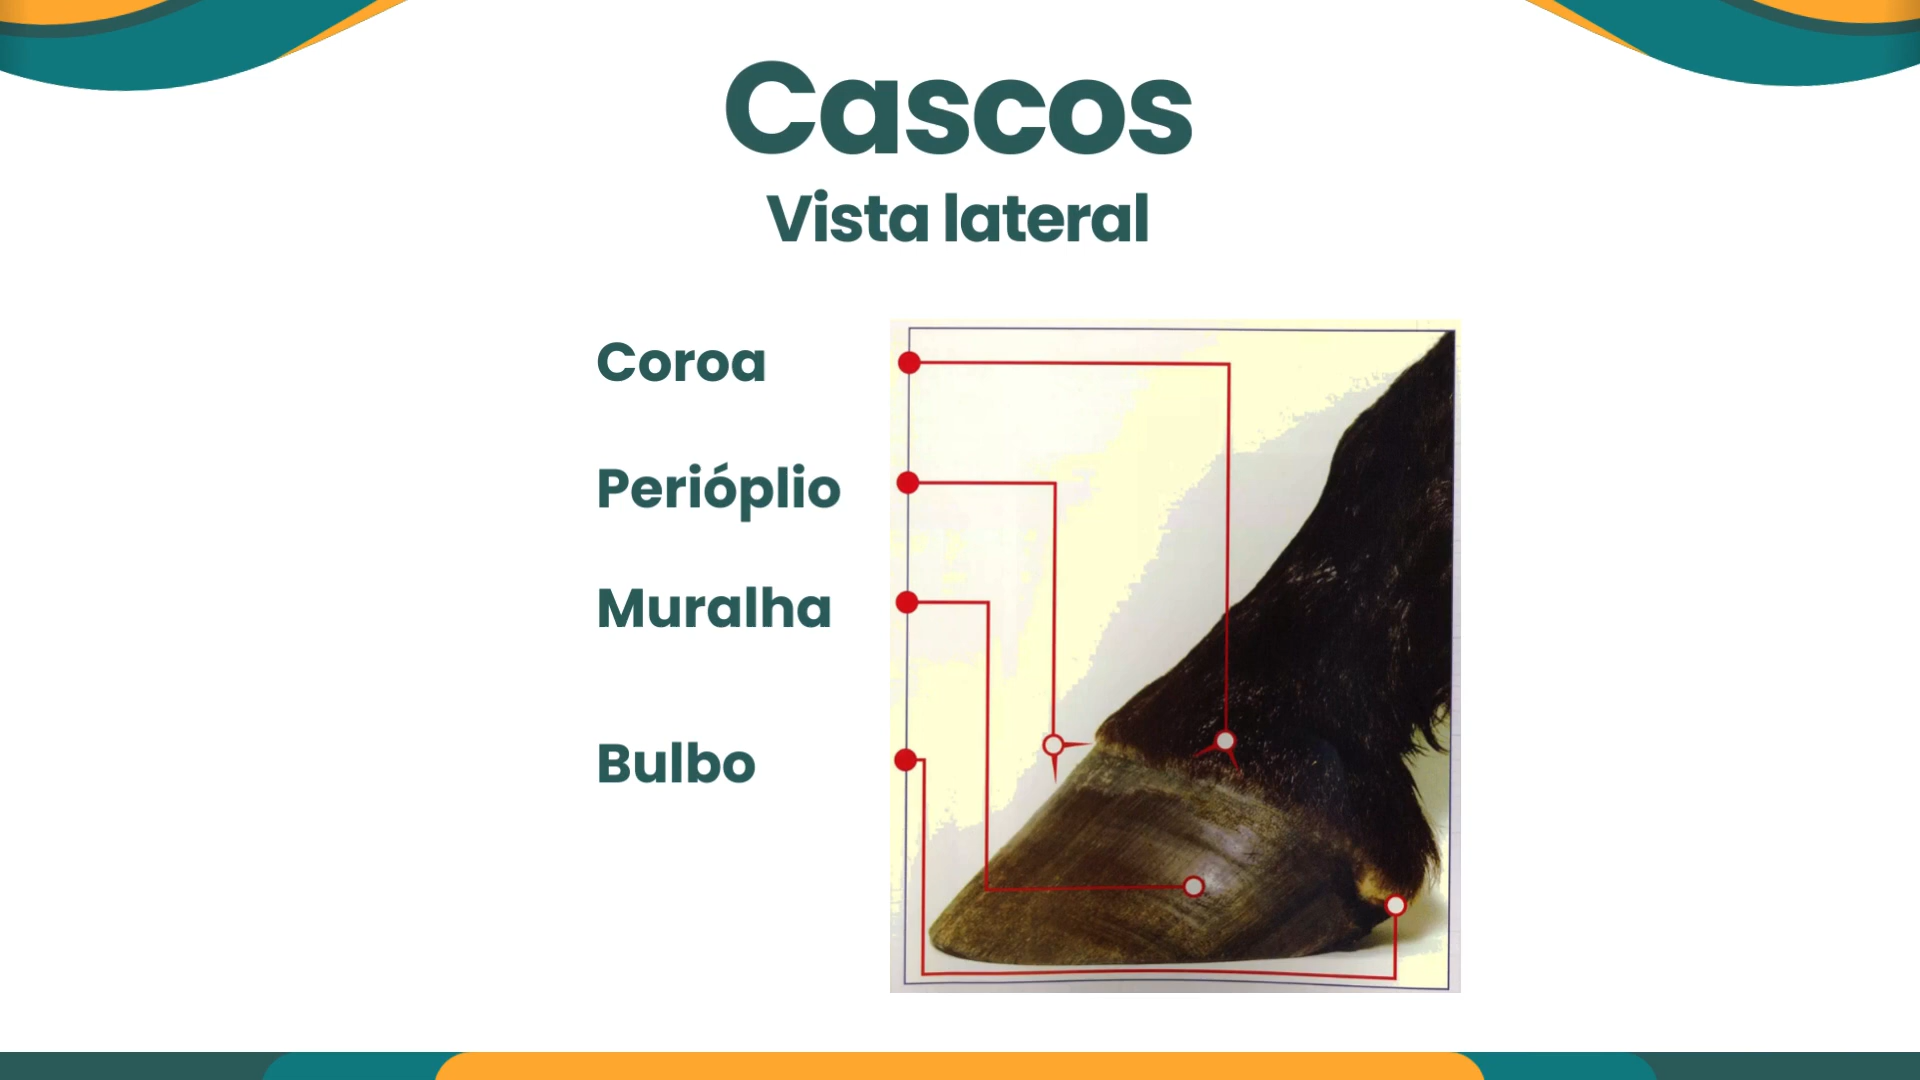 Cascos
Vista lateral
Coroa
Perióplio
Muralha
Bulbo